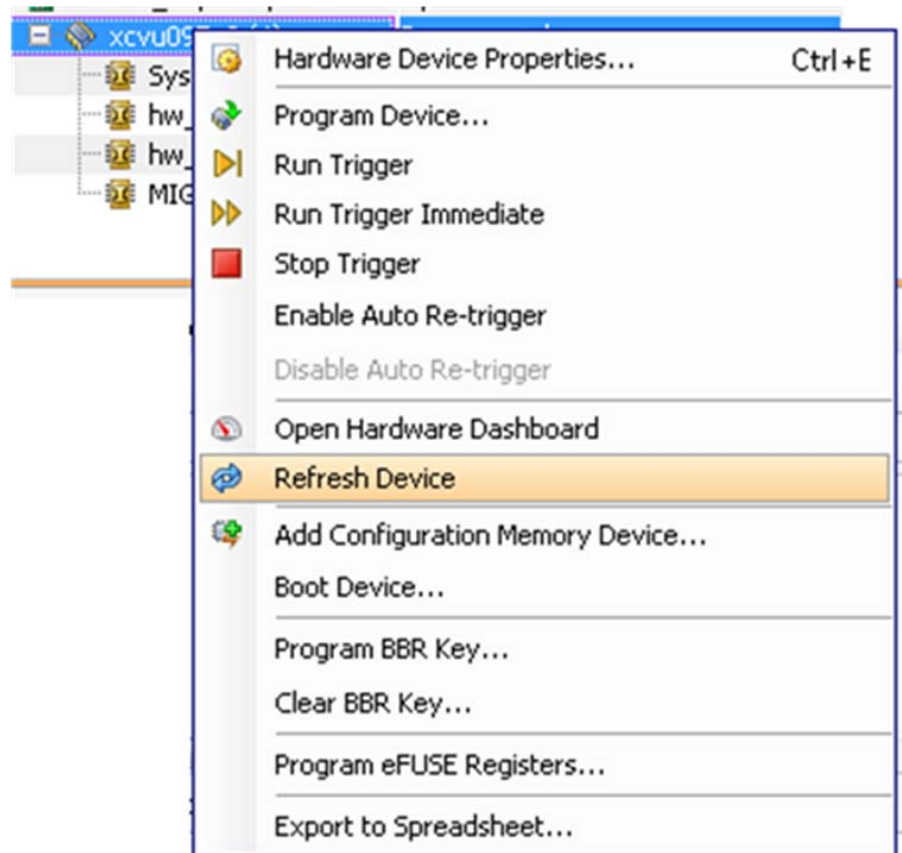 xcvu09
Sys
hw_
hw_
MIG
Hardware Device Properties... Ctrl+E
Program Device...
Run Trigger
Run Trigger Immediate
Stop Trigger
Enable Auto Re-trigger
Disable Auto Re-trigger
Open Hardware Dashboard
Refresh Device
Add Configuration Memory Device...
Boot Device...
Program BBR Key...
Clear BBR Key...
Program eFUSE Registers...
Export to Spreadsheet...